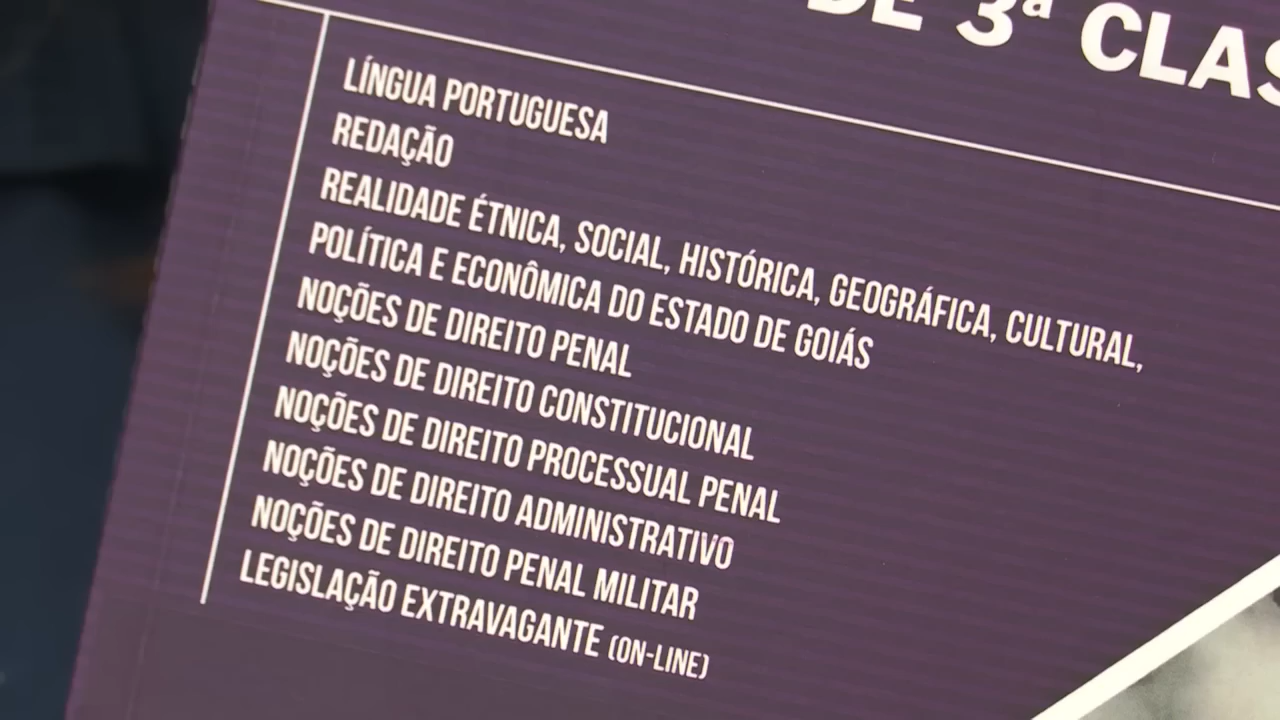 DE 3ª
LÍNGUA PORTUGUESA
REDAÇÃO
REALIDADE ÉTNICA, SOCIAL, HISTÓRICA, GEOGRÁFICA, CULTURAL,
POLÍTICA E ECONÔMICA DO ESTADO DE GOIÁS
NOÇÕES DE DIREITO PENAL
NOÇÕES DE DIREITO CONSTITUCIONAL
NOÇÕES DE DIREITO PROCESSUAL PENAL
NOÇÕES DE DIREITO ADMINISTRATIVO
NOÇÕES DE DIREITO PENAL MILITAR
LEGISLAÇÃO EXTRAVAGANTE (ON-LINE)